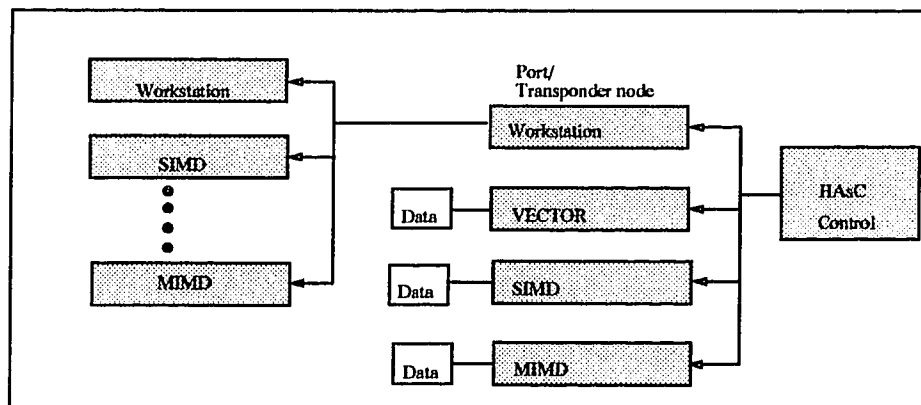 Workstation
SIMD
MIMD
Port/
Transponder node
Workstation
Data
VECTOR
Data
SIMD
Data
MIMD
HAsC
Control